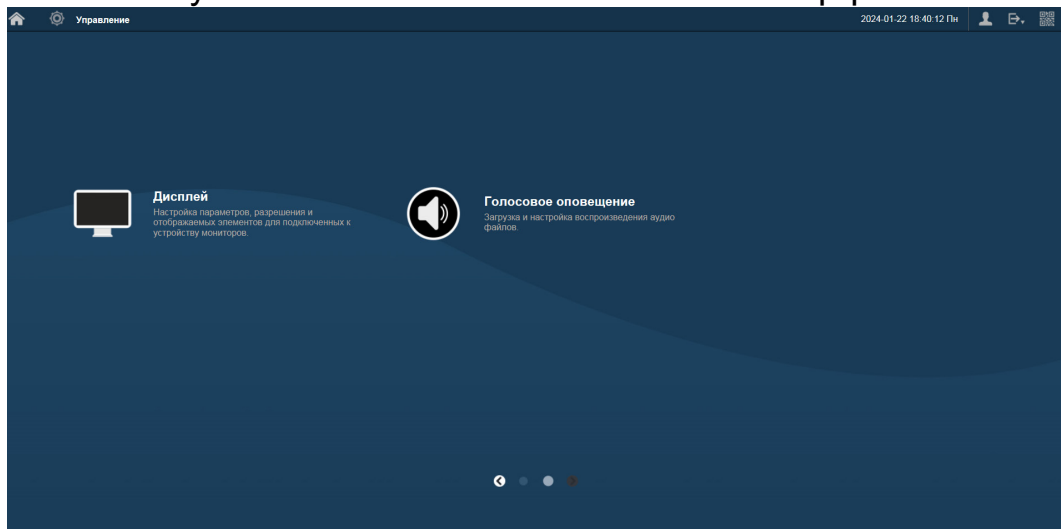 Управление
2024-01-22 18:40:12 Пн
Дисплей
Настройка параметров, разрешения и
отображаемых элементов для подключенных к
устройству мониторов.
Голосовое оповещение
Загрузка и настройка воспроизведения аудио
файлов.